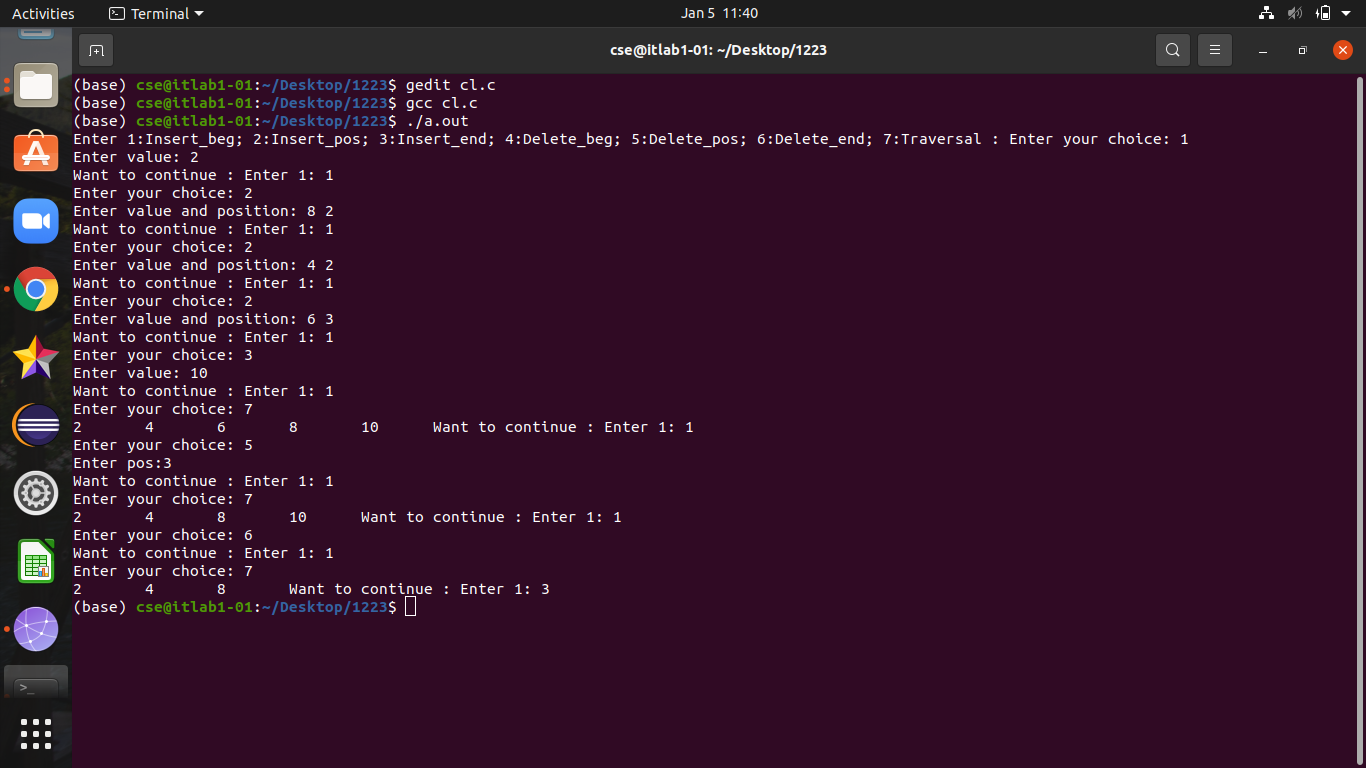 Activities Terminal Jan 5 11:40
cse@itlab1-01: ~/Desktop/1223
(base) cse@itlab1-01:~/Desktop/1223$ gedit cl.c
(base) cse@itlab1-01:~/Desktop/1223$ gcc cl.c
(base) cse@itlab1-01:~/Desktop/1223$ ./a.out
Enter 1:Insert_beg; 2:Insert_pos; 3:Insert_end; 4:Delete_beg; 5:Delete_pos; 6:Delete_end; 7:Traversal : Enter your choice: 1
Enter value: 2
Want to continue : Enter 1: 1
Enter your choice: 2
Enter value and position: 8 2
Want to continue : Enter 1: 1
Enter your choice: 2
Enter value and position: 4 2
Want to continue : Enter 1: 1
Enter your choice: 2
Enter value and position: 6 3
Want to continue : Enter 1: 1
Enter your choice: 3
Enter value: 10
Want to continue : Enter 1: 1
Enter your choice: 7
2       4       6       8       10      Want to continue : Enter 1: 1
Enter your choice: 5
Enter pos:3
Want to continue : Enter 1: 1
Enter your choice: 7
2       4       8       10      Want to continue : Enter 1: 1
Enter your choice: 6
Want to continue : Enter 1: 1
Enter your choice: 7
2       4       8       Want to continue : Enter 1: 3
(base) cse@itlab1-01:~/Desktop/1223$